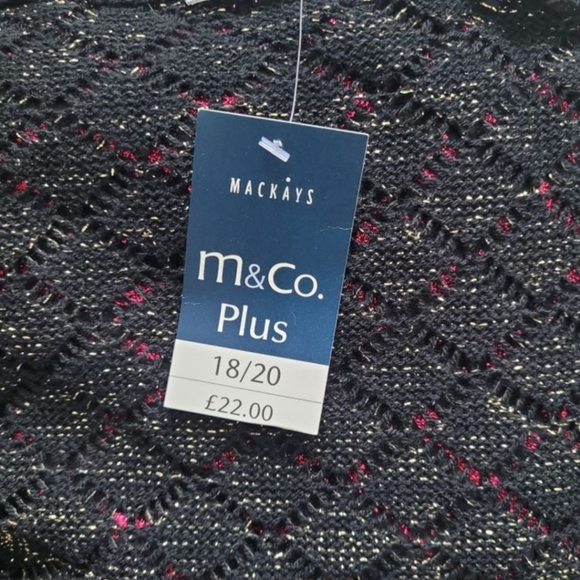 MACKAYS
m&Co.
Plus
18/20
£22.00